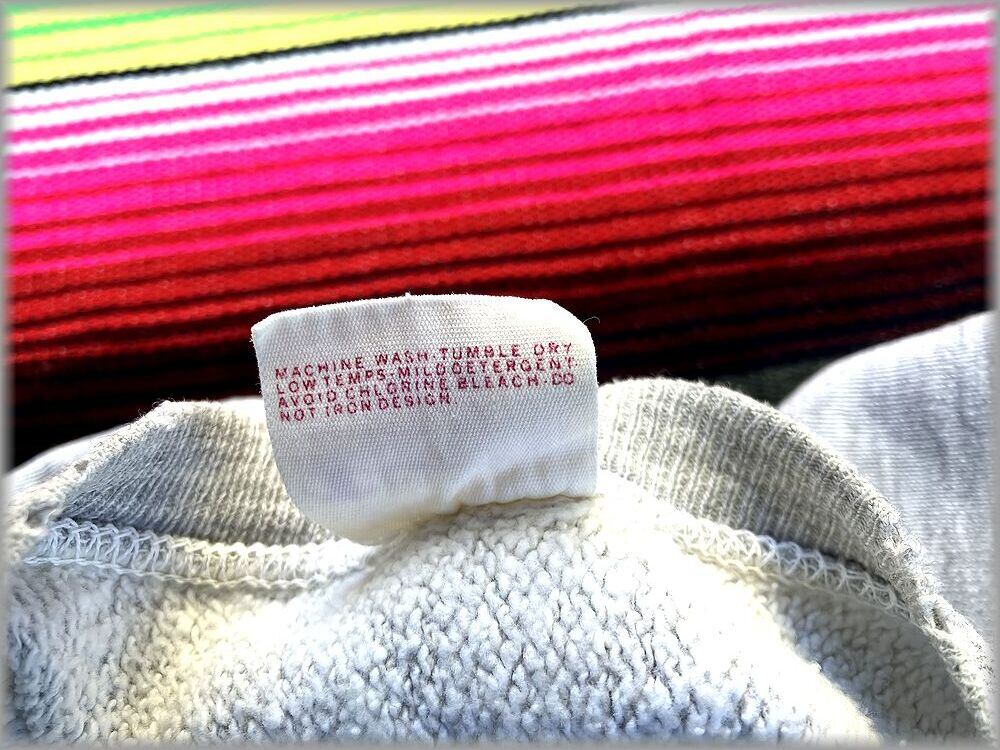 MACHINE WASH·TUMBLE DRY
LOW TEMPS·MILD DETERGENT
AVOID CHLORINE BLEACH·DO
NOT IRON DESIGN